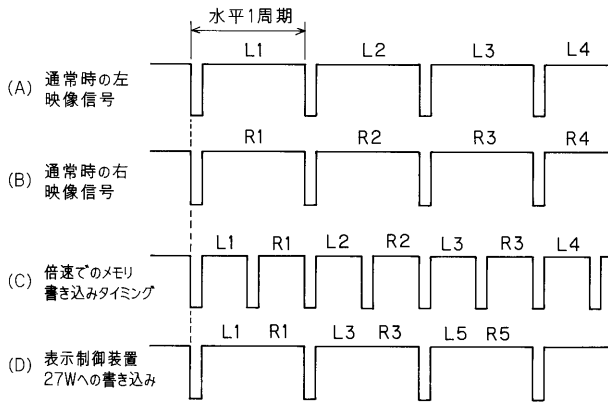 水平1周期
L1 L2 L3 L4
(A) 通常時の左
映像信号
R1 R2 R3 R4
(B) 通常時の右
映像信号
L1 R1 L2 R2 L3 R3 L4
(C) 倍速でのメモリ
書き込みタイミング
L1 R1 L3 R3 L5 R5
(D) 表示制御装置
27Wへの書き込み